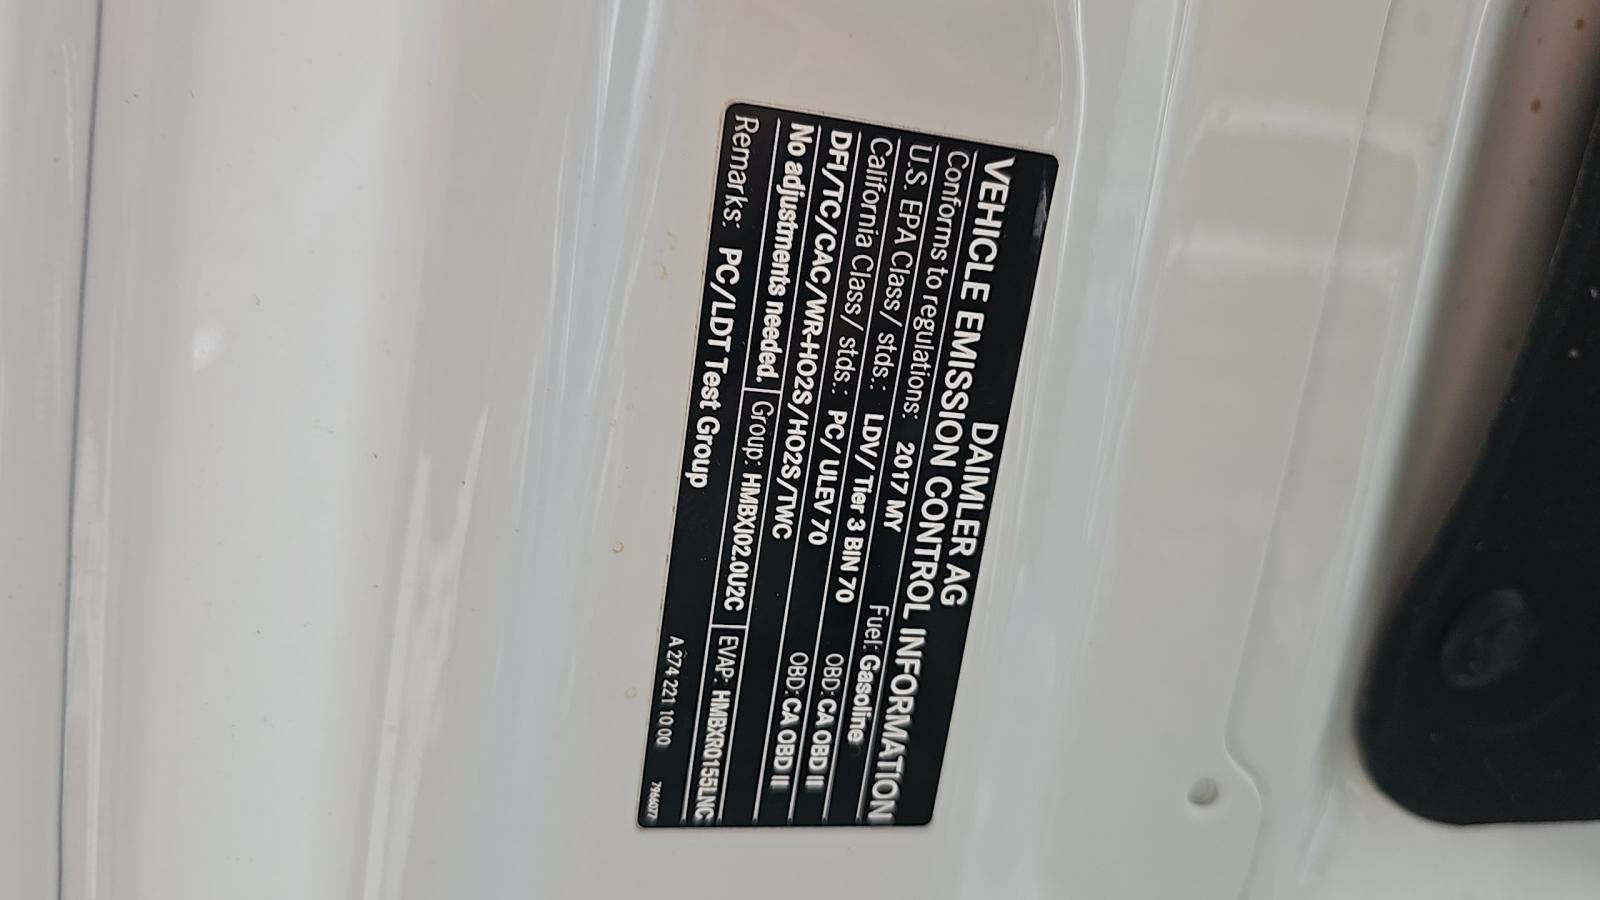 DAIMLER AG
VEHICLE EMISSION CONTROL INFORMATION
Conforms to regulations: 2017 MY Fuel: Gasoline
U.S. EPA Class/ stds.: LDV/ Tier 3 BIN 70 OBD: CA OBD II
California Class/ stds.: PC/ ULEV 70 OBD: CA OBD II
DFI/TC/CAC/WR-HO2S/HO2S/TWC
No adjustments needed. Group: HMBXJ02.0U2C EVAP: HMBXR0155LNC
Remarks: PC/LDT Test Group
A 274 221 10 00 7966077